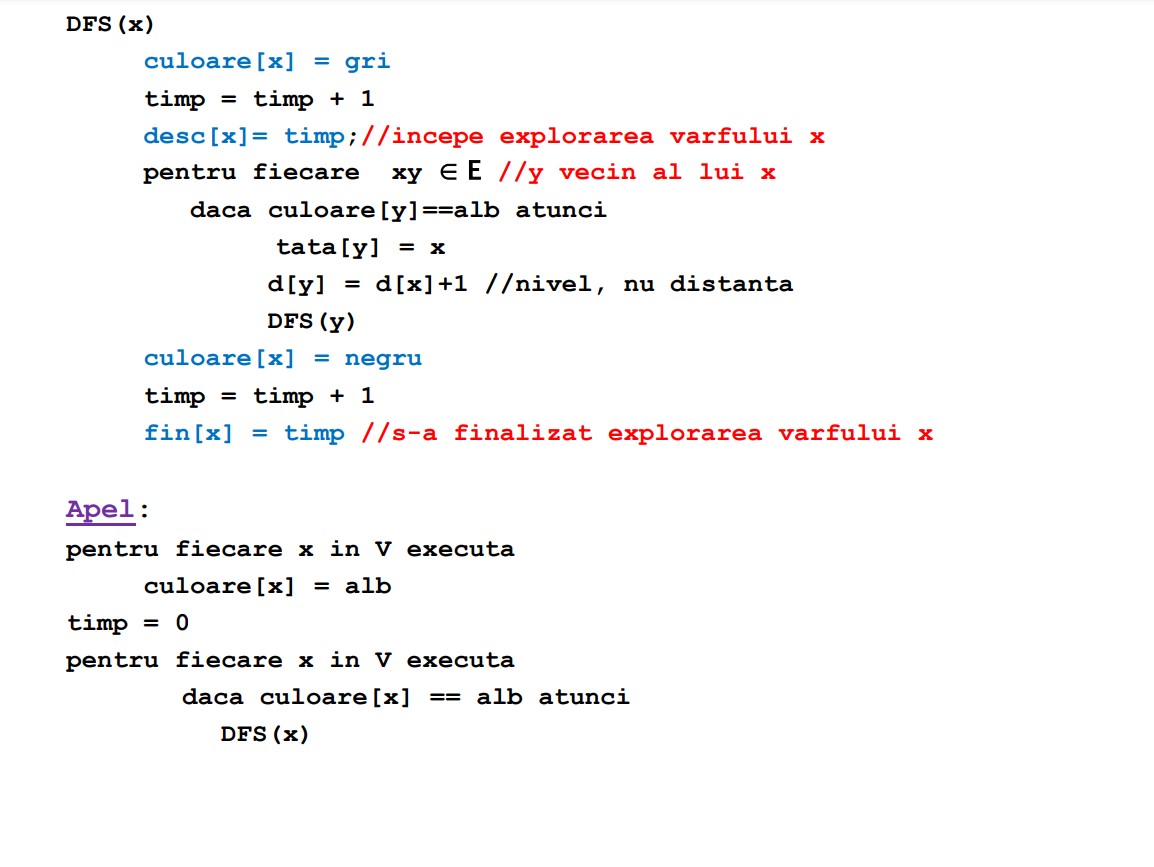 DFS(x)
culoare[x] = gri
timp = timp + 1
desc[x]= timp;//incepe explorarea varfului x
pentru fiecare xy ∈ E //y vecin al lui x
daca culoare[y]==alb atunci
tata[y] = x
d[y] = d[x]+1 //nivel, nu distanta
DFS(y)
culoare[x] = negru
timp = timp + 1
fin[x] = timp //s-a finalizat explorarea varfului x
Apel:
pentru fiecare x in V executa
culoare[x] = alb
timp = 0
pentru fiecare x in V executa
daca culoare[x] == alb atunci
DFS(x)